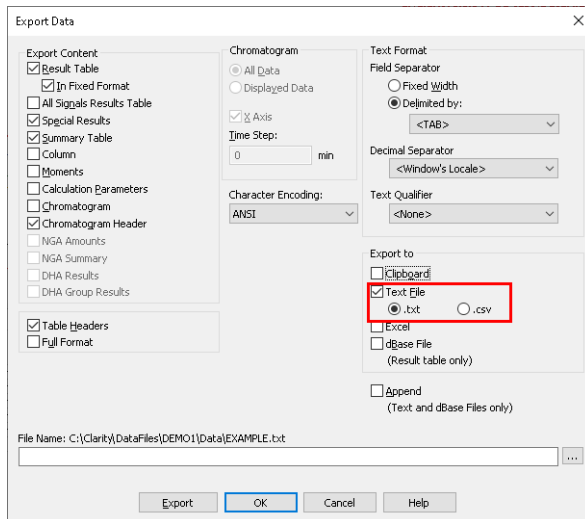 Export Data
Export Content
Result Table
In Fixed Format
All Signals Results Table
Special Results
Summary Table
Column
Moments
Calculation Parameters
Chromatogram
Chromatogram Header
NGA Amounts
NGA Summary
DHA Results
DHA Group Results
Table Headers
Full Format
Chromatogram
All Data
Displayed Data
X Axis
Time Step:
0 min
Character Encoding:
ANSI
Text Format
Field Separator
Fixed Width
Delimited by:
<TAB>
Decimal Separator
<Window's Locale>
Text Qualifier
<None>
Export to
Clipboard
Text File
.txt .csv
Excel
dBase File
(Result table only)
Append
(Text and dBase Files only)
File Name: C:\Clarity\DataFiles\DEMO1\Data\EXAMPLE.txt
...
Export OK Cancel Help